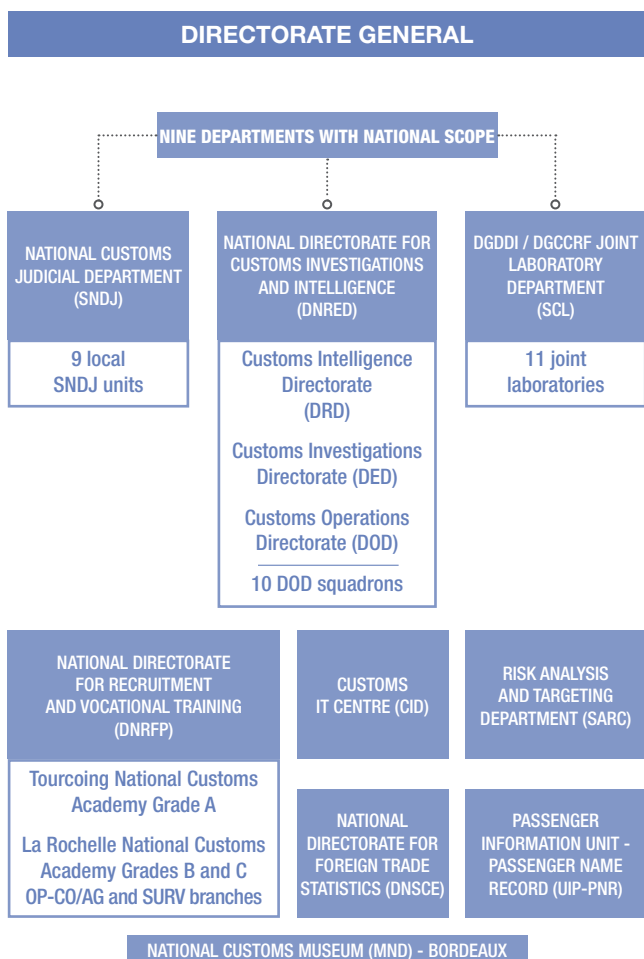 DIRECTORATE GENERAL
NINE DEPARTMENTS WITH NATIONAL SCOPE
NATIONAL CUSTOMS
JUDICIAL DEPARTMENT
(SNDJ)
9 local
SNDJ units
NATIONAL DIRECTORATE FOR
CUSTOMS INVESTIGATIONS
AND INTELLIGENCE
(DNRED)
Customs Intelligence
Directorate
(DRD)
Customs Investigations
Directorate (DED)
Customs Operations
Directorate (DOD)
10 DOD squadrons
DGDDI / DGCCRF JOINT
LABORATORY
DEPARTMENT
(SCL)
11 joint
laboratories
NATIONAL DIRECTORATE
FOR RECRUITMENT
AND VOCATIONAL TRAINING
(DNRFP)
Tourcoing National Customs
Academy Grade A
La Rochelle National Customs
Academy Grades B and C
OP-CO/AG and SURV branches
CUSTOMS
IT CENTRE (CID)
RISK ANALYSIS
AND TARGETING
DEPARTMENT (SARC)
NATIONAL
DIRECTORATE FOR
FOREIGN TRADE
STATISTICS (DNSCE)
PASSENGER
INFORMATION UNIT -
PASSENGER NAME
RECORD (UIP-PNR)
NATIONAL CUSTOMS MUSEUM (MND) - BORDEAUX